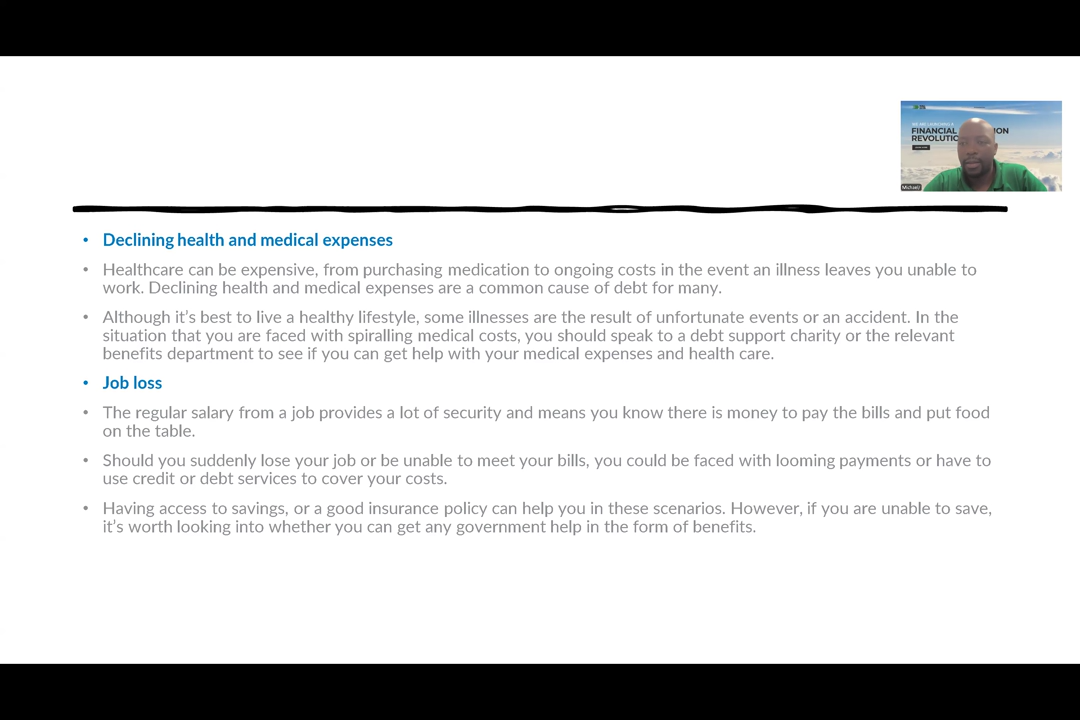 WE ARE LAUNCHING A
FINANCIAL ION
REVOLUTIO
Michael
• Declining health and medical expenses
• Healthcare can be expensive, from purchasing medication to ongoing costs in the event an illness leaves you unable to
work. Declining health and medical expenses are a common cause of debt for many.
• Although it’s best to live a healthy lifestyle, some illnesses are the result of unfortunate events or an accident. In the
situation that you are faced with spiralling medical costs, you should speak to a debt support charity or the relevant
benefits department to see if you can get help with your medical expenses and health care.
• Job loss
• The regular salary from a job provides a lot of security and means you know there is money to pay the bills and put food
on the table.
• Should you suddenly lose your job or be unable to meet your bills, you could be faced with looming payments or have to
use credit or debt services to cover your costs.
• Having access to savings, or a good insurance policy can help you in these scenarios. However, if you are unable to save,
it’s worth looking into whether you can get any government help in the form of benefits.